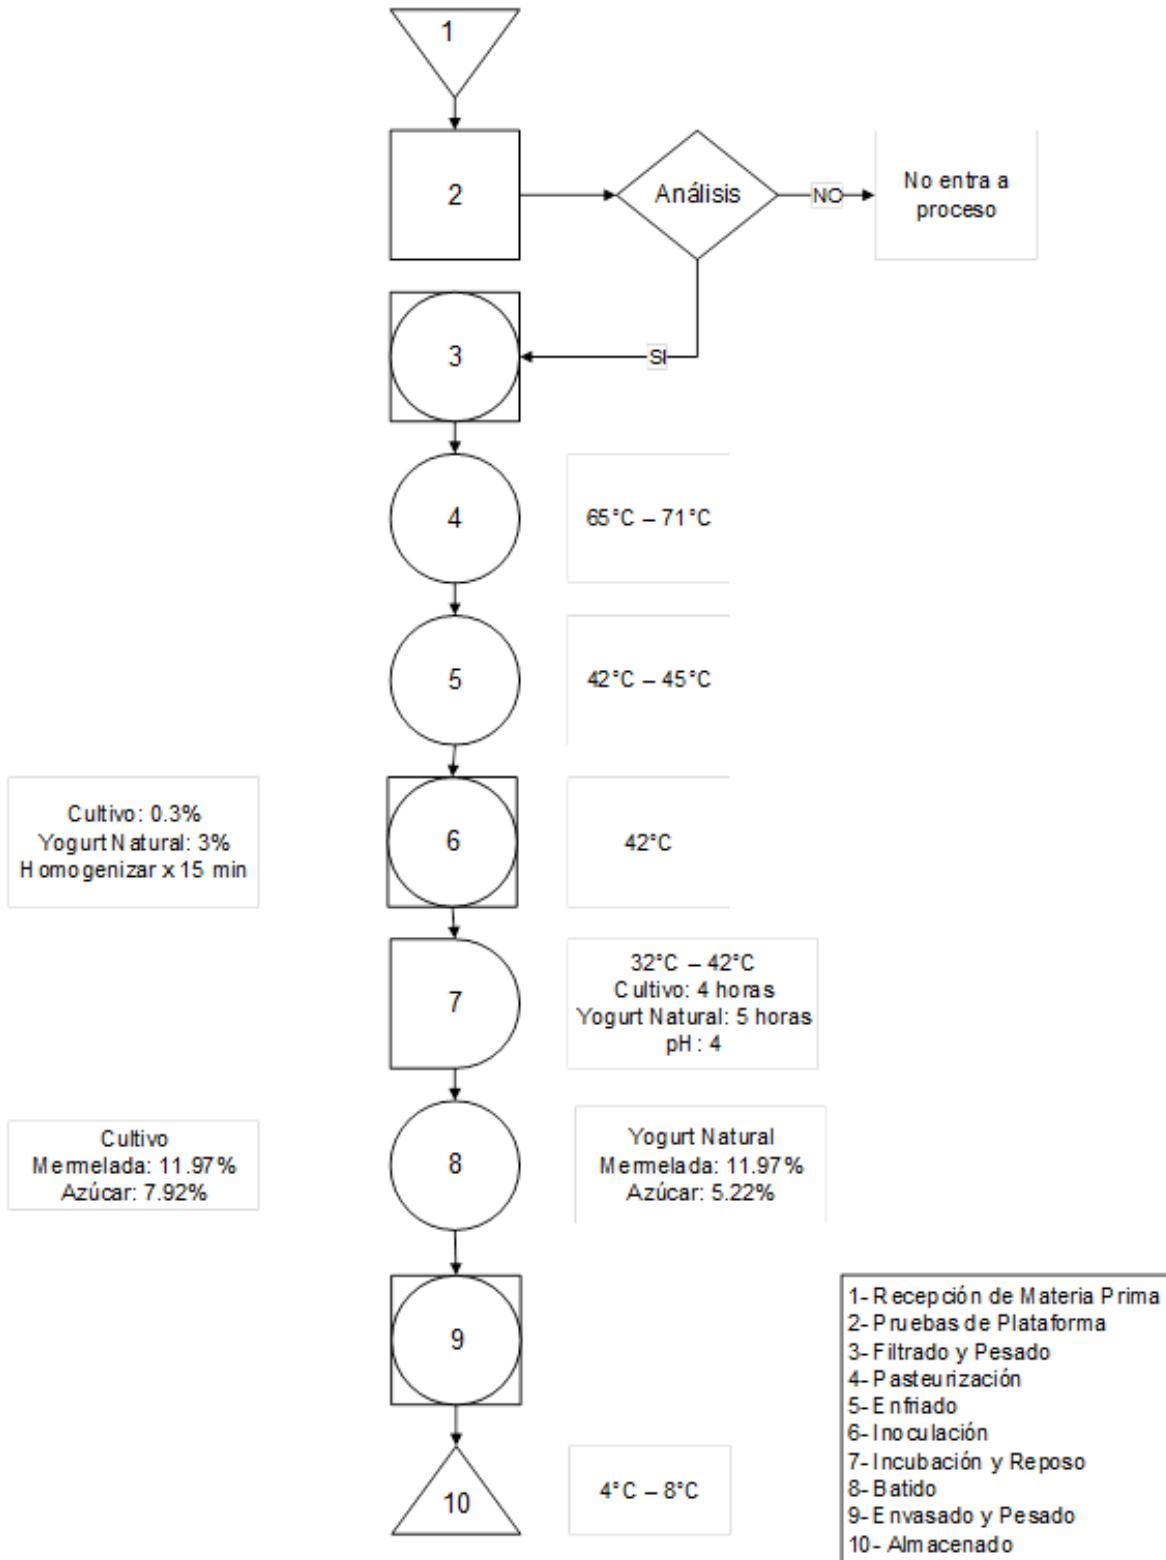 1
2
Análisis
NO
No entra a
proceso
3
SI
4
65°C – 71°C
5
42°C – 45°C
Cultivo: 0.3%
Yogurt Natural: 3%
Homogenizar x 15 min
6
42°C
7
32°C – 42°C
Cultivo: 4 horas
Yogurt Natural: 5 horas
pH: 4
Cultivo
Mermelada: 11.97%
Azúcar: 7.92%
8
Yogurt Natural
Mermelada: 11.97%
Azúcar: 5.22%
9
10
4°C – 8°C
1- Recepción de Materia Prima
2- Pruebas de Plataforma
3- Filtrado y Pesado
4- Pasteurización
5- Enfriado
6- Inoculación
7- Incubación y Reposo
8- Batido
9- Envasado y Pesado
10- Almacenado